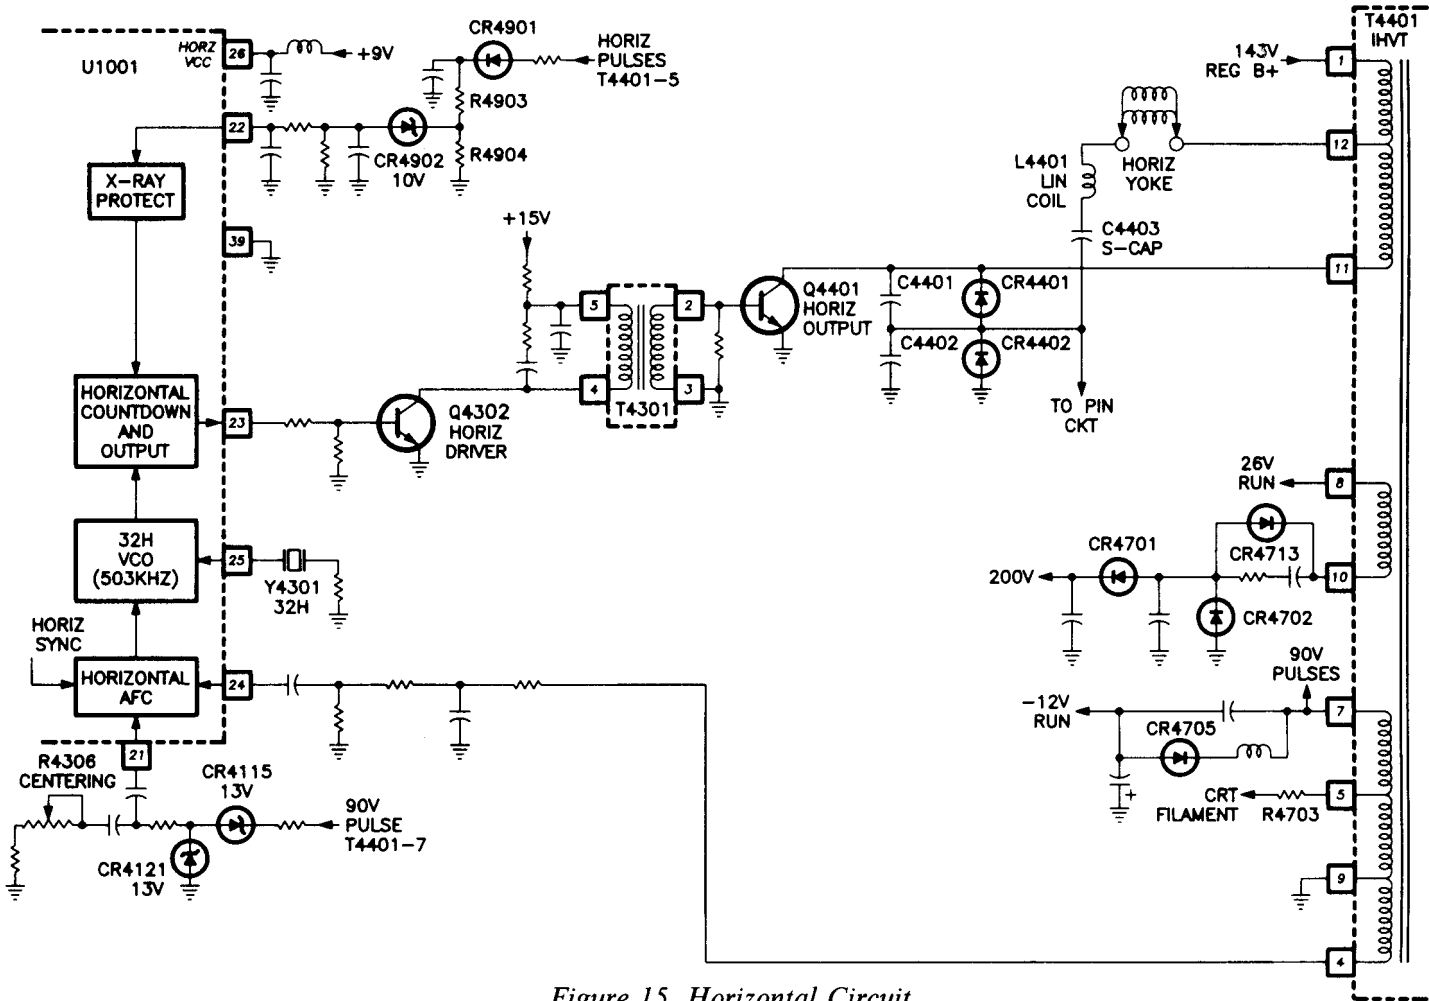 HORZ
VCC
26
+9V
U1001
CR4901
HORIZ
PULSES
T4401-5
R4903
22
CR4902
10V
R4904
X-RAY
PROTECT
39
+15V
HORIZONTAL
COUNTDOWN
AND
OUTPUT
23
Q4302
HORIZ
DRIVER
5
4
T4301
2
3
Q4401
HORIZ
OUTPUT
C4401
CR4401
C4402
CR4402
TO PIN
CKT
L4401
LIN
COIL
HORIZ
YOKE
C4403
S-CAP
143V
REG B+
T4401
IHVT
1
12
11
32H
VCO
(503KHZ)
25
Y4301
32H
HORIZ
SYNC
HORIZONTAL
AFC
24
21
R4306
CENTERING
CR4115
13V
90V
PULSE
T4401-7
CR4121
13V
26V
RUN
8
CR4713
CR4701
200V
10
CR4702
90V
PULSES
-12V
RUN
7
CR4705
CRT
FILAMENT
R4703
5
9
4
Figure 15. Horizontal Circuit